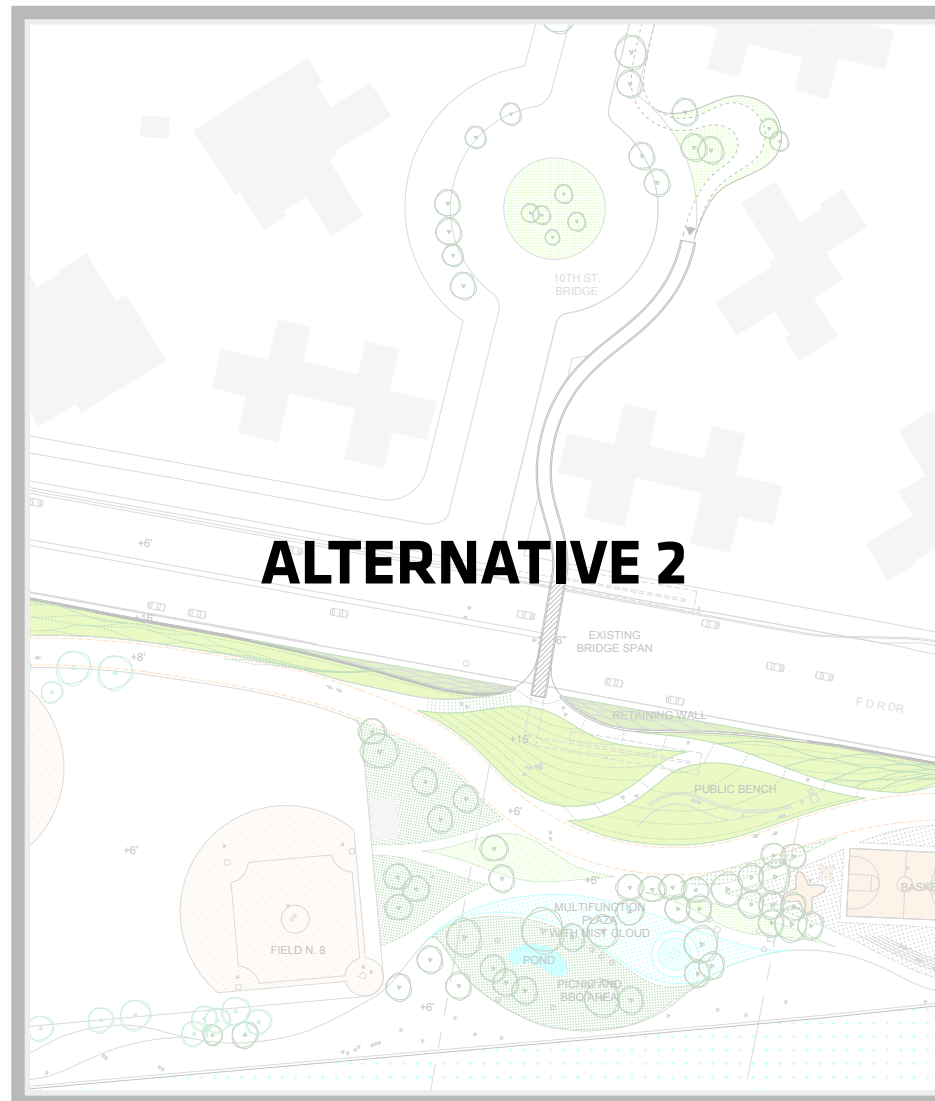 10TH ST.
BRIDGE
ALTERNATIVE 2
+6'
EXISTING
BRIDGE SPAN
+16'
+8'
F D R DR
RETAINING WALL
+15'
PUBLIC BENCH
+6'
+6'
+6'
BASKE
MULTIFUNCTION
PLAZA
WITH MIST CLOUD
FIELD N. 8
POND
PICNIC AND
BBQ AREA
+6'